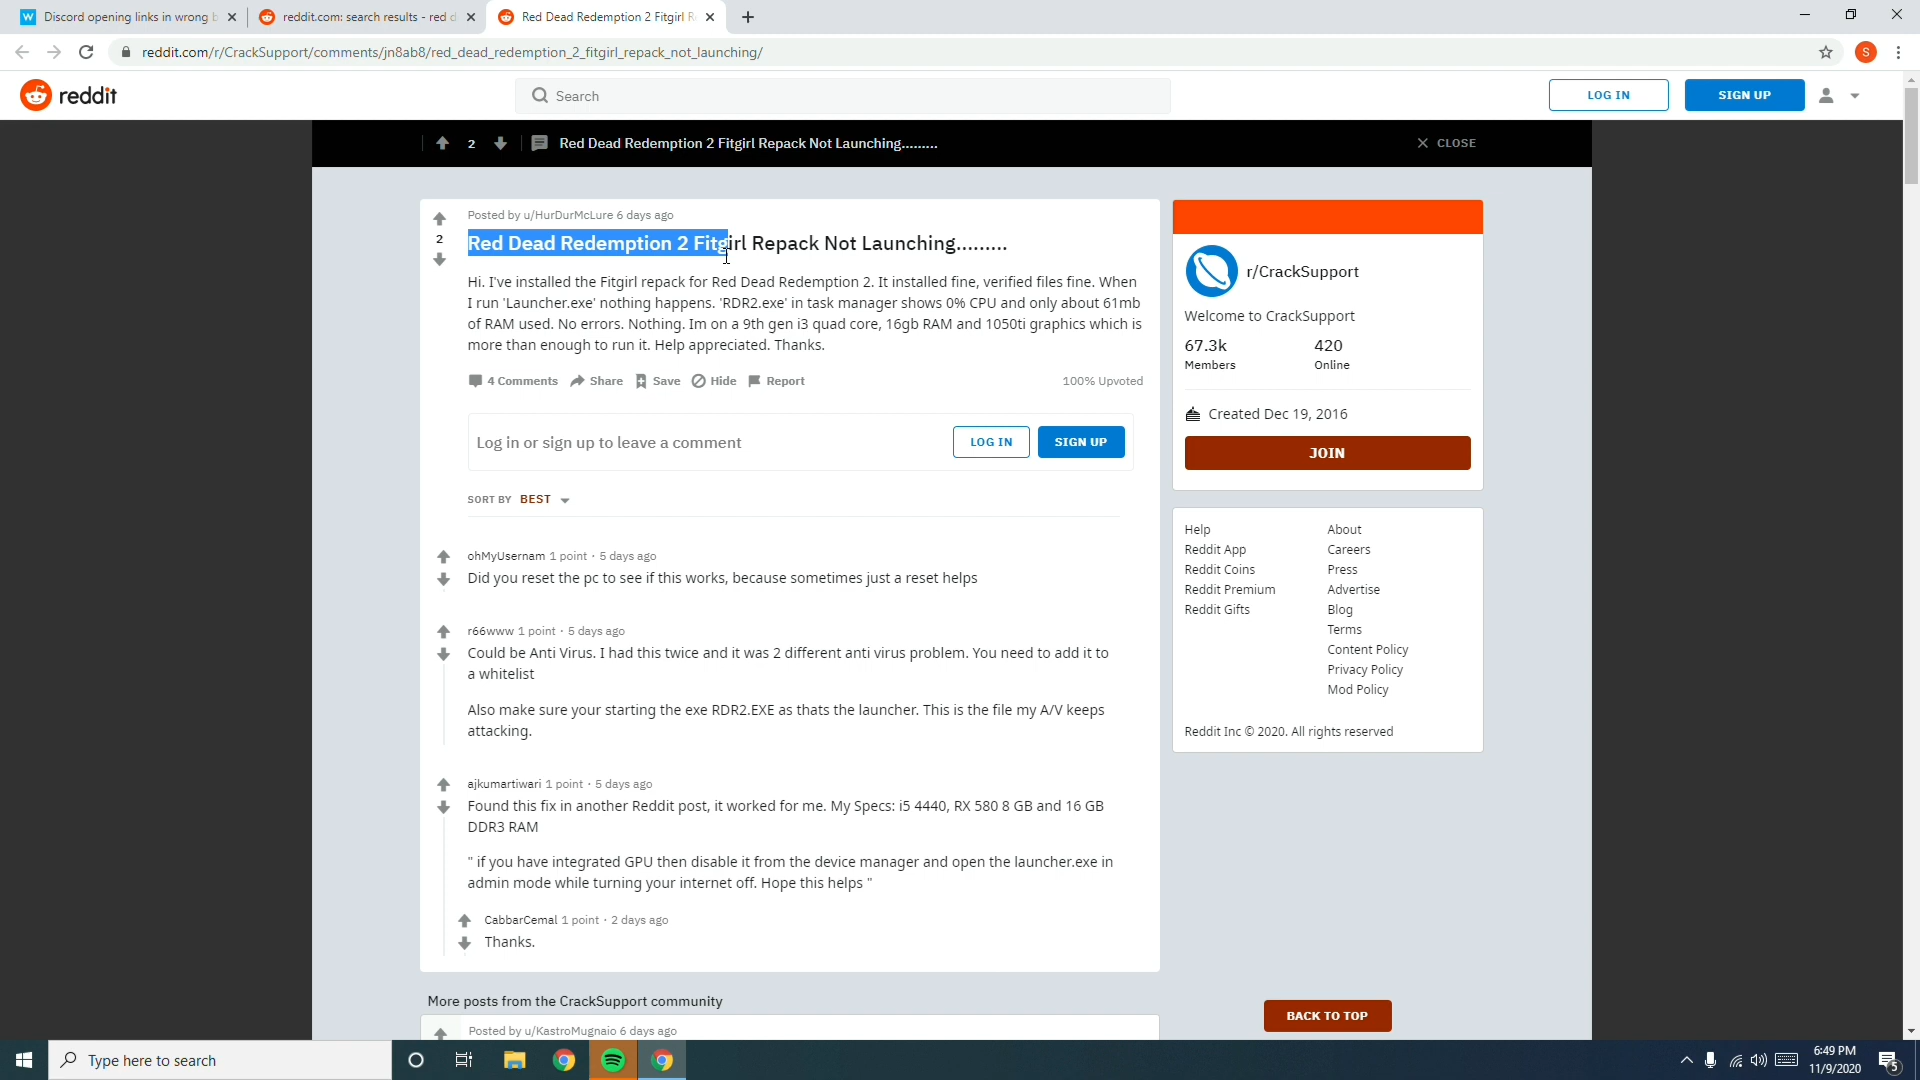 Discord opening links in wrong b
reddit.com: search results - red d
Red Dead Redemption 2 Fitgirl R
reddit.com/r/CrackSupport/comments/jn8ab8/red_dead_redemption_2_fitgirl_repack_not_launching/
S
reddit
Search
LOG IN
SIGN UP
2
Red Dead Redemption 2 Fitgirl Repack Not Launching.........
CLOSE
Posted by u/HurDurMcLure 6 days ago
2
Red Dead Redemption 2 Fitgirl Repack Not Launching.........
Hi. I've installed the Fitgirl repack for Red Dead Redemption 2. It installed fine, verified files fine. When
I run 'Launcher.exe' nothing happens. 'RDR2.exe' in task manager shows 0% CPU and only about 61mb
of RAM used. No errors. Nothing. Im on a 9th gen i3 quad core, 16gb RAM and 1050ti graphics which is
more than enough to run it. Help appreciated. Thanks.
4 Comments Share Save Hide Report
100% Upvoted
Log in or sign up to leave a comment
LOG IN
SIGN UP
SORT BY BEST
ohMyUsernam 1 point · 5 days ago
Did you reset the pc to see if this works, because sometimes just a reset helps
r66www 1 point · 5 days ago
Could be Anti Virus. I had this twice and it was 2 different anti virus problem. You need to add it to
a whitelist
Also make sure your starting the exe RDR2.EXE as thats the launcher. This is the file my A/V keeps
attacking.
ajkumartiwari 1 point · 5 days ago
Found this fix in another Reddit post, it worked for me. My Specs: i5 4440, RX 580 8 GB and 16 GB
DDR3 RAM
" if you have integrated GPU then disable it from the device manager and open the launcher.exe in
admin mode while turning your internet off. Hope this helps "
CabbarCemal 1 point · 2 days ago
Thanks.
More posts from the CrackSupport community
Posted by u/KastroMugnaio 6 days ago
r/CrackSupport
Welcome to CrackSupport
67.3k
Members
420
Online
Created Dec 19, 2016
JOIN
Help
Reddit App
Reddit Coins
Reddit Premium
Reddit Gifts
About
Careers
Press
Advertise
Blog
Terms
Content Policy
Privacy Policy
Mod Policy
Reddit Inc © 2020. All rights reserved
BACK TO TOP
Type here to search
6:49 PM
11/9/2020
5